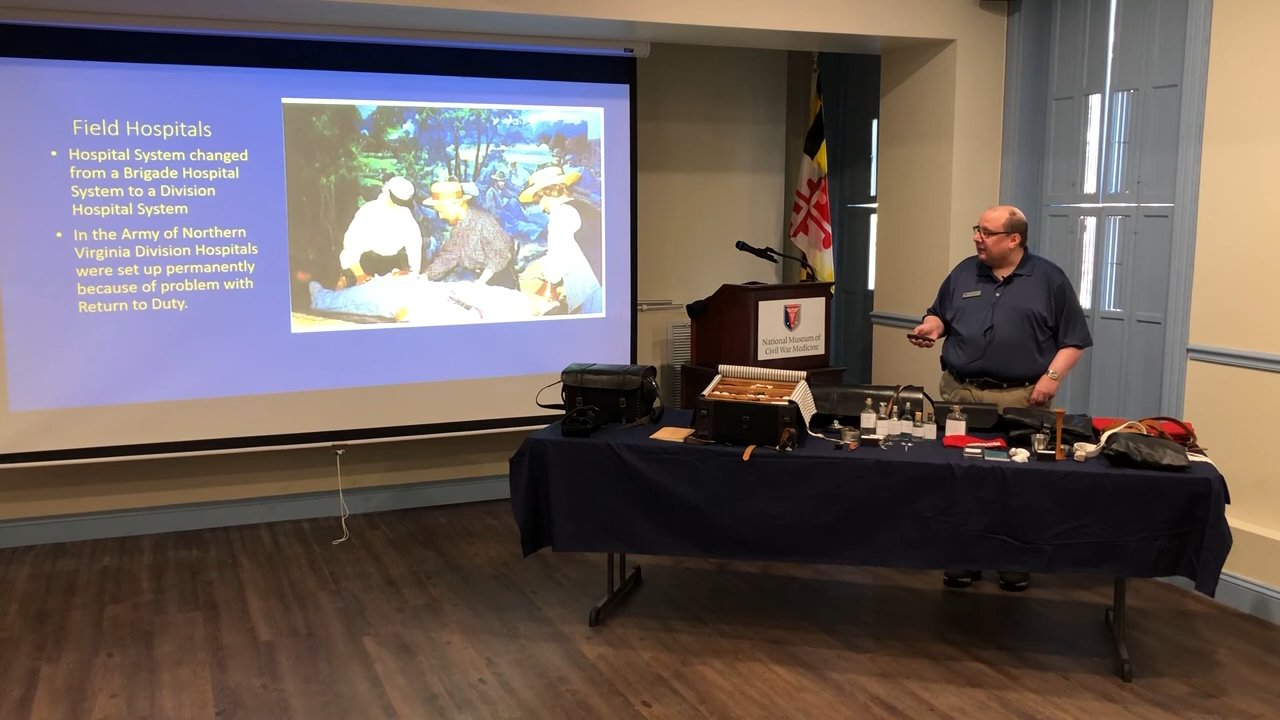 Field Hospitals
• Hospital System changed
from a Brigade Hospital
System to a Division
Hospital System
• In the Army of Northern
Virginia Division Hospitals
were set up permanently
because of problem with
Return to Duty.
National Museum of
Civil War Medicine